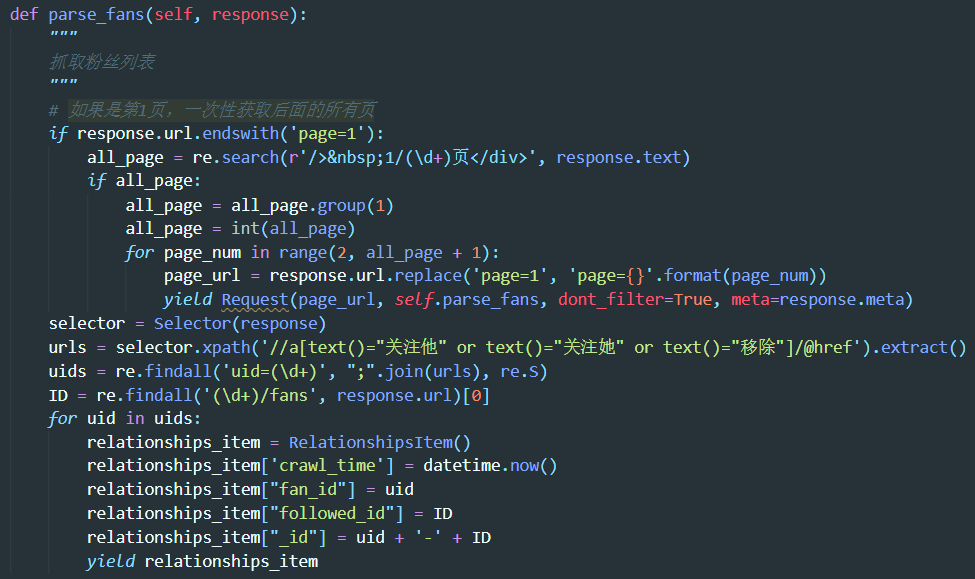 def parse_fans(self, response):
    """
    抓取粉丝列表
    """
    # 如果是第1页，一次性获取后面的所有页
    if response.url.endswith('page=1'):
        all_page = re.search(r'/>&nbsp;1/(\d+)页</div>', response.text)
        if all_page:
            all_page = all_page.group(1)
            all_page = int(all_page)
            for page_num in range(2, all_page + 1):
                page_url = response.url.replace('page=1', 'page={}'.format(page_num))
                yield Request(page_url, self.parse_fans, dont_filter=True, meta=response.meta)
    selector = Selector(response)
    urls = selector.xpath('//a[text()="关注他" or text()="关注她" or text()="移除"]/@href').extract()
    uids = re.findall('uid=(\d+)', ";".join(urls), re.S)
    ID = re.findall('(\d+)/fans', response.url)[0]
    for uid in uids:
        relationships_item = RelationshipsItem()
        relationships_item['crawl_time'] = datetime.now()
        relationships_item["fan_id"] = uid
        relationships_item["followed_id"] = ID
        relationships_item["_id"] = uid + '-' + ID
        yield relationships_item